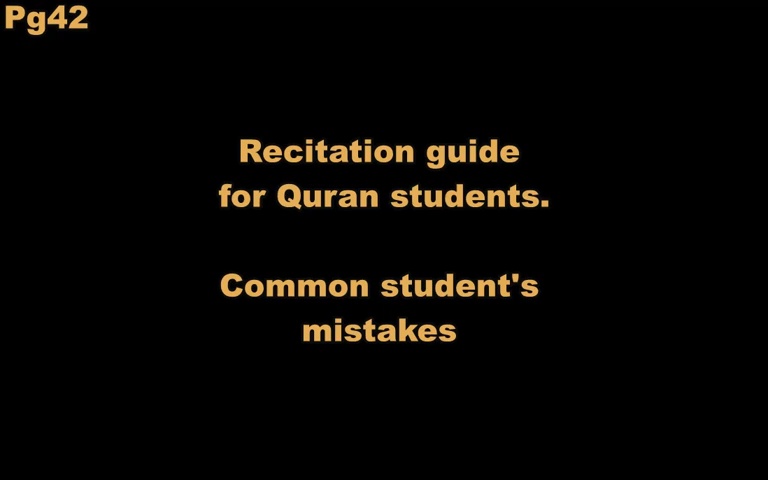 Pg42
Recitation guide
for Quran students.
Common student's
mistakes